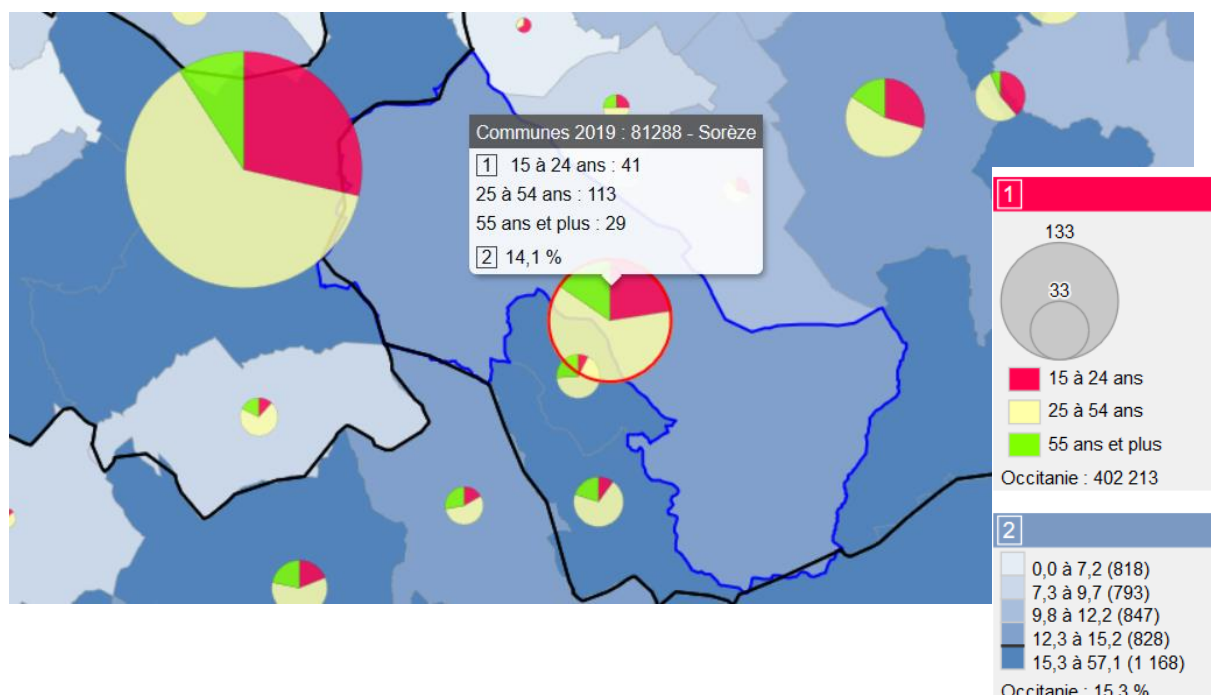 Communes 2019 : 81288 - Sorèze
1 15 à 24 ans : 41
25 à 54 ans : 113
55 ans et plus : 29
2 14,1 %
1
133
33
15 à 24 ans
25 à 54 ans
55 ans et plus
Occitanie : 402 213
2
0,0 à 7,2 (818)
7,3 à 9,7 (793)
9,8 à 12,2 (847)
12,3 à 15,2 (828)
15,3 à 57,1 (1 168)
Occitanie : 15,3 %